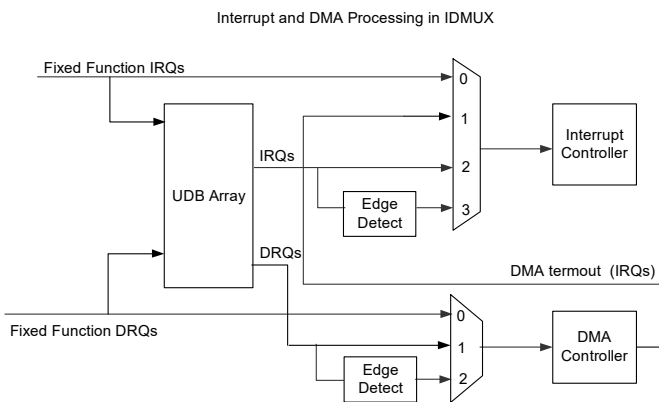 Interrupt and DMA Processing in IDMUX
Fixed Function IRQs
0
1
Interrupt
Controller
IRQs
2
UDB Array
Edge
Detect
3
DRQs
DMA termout (IRQs)
Fixed Function DRQs
0
1
DMA
Controller
Edge
Detect
2